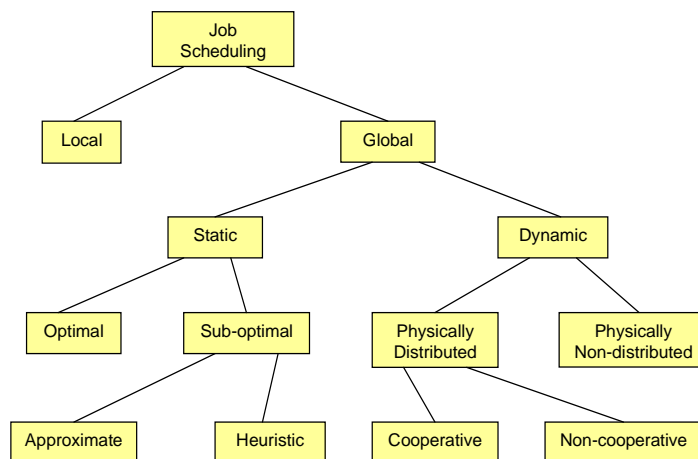 Job
Scheduling
Local
Global
Static
Dynamic
Optimal
Sub-optimal
Physically
Distributed
Physically
Non-distributed
Approximate
Heuristic
Cooperative
Non-cooperative